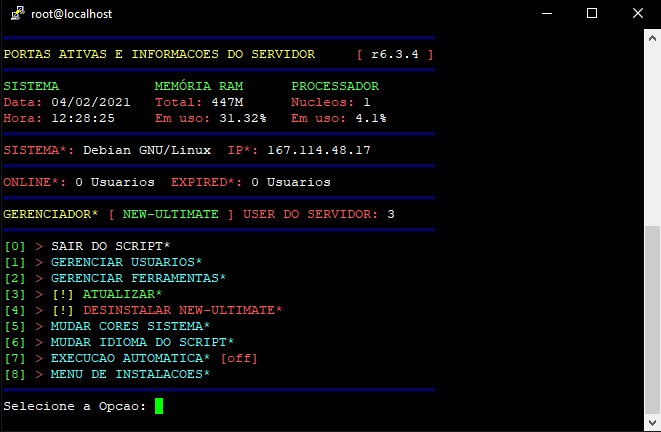 root@localhost
PORTAS ATIVAS E INFORMACOES DO SERVIDOR [ r6.3.4 ]
SISTEMA MEMÓRIA RAM PROCESSADOR
Data: 04/02/2021 Total: 447M Nucleos: 1
Hora: 12:28:25 Em uso: 31.32% Em uso: 4.1%
SISTEMA*: Debian GNU/Linux IP*: 167.114.48.17
ONLINE*: 0 Usuarios EXPIRED*: 0 Usuarios
GERENCIADOR* [ NEW-ULTIMATE ] USER DO SERVIDOR: 3
[0] > SAIR DO SCRIPT*
[1] > GERENCIAR USUARIOS*
[2] > GERENCIAR FERRAMENTAS*
[3] > [!] ATUALIZAR*
[4] > [!] DESINSTALAR NEW-ULTIMATE*
[5] > MUDAR CORES SISTEMA*
[6] > MUDAR IDIOMA DO SCRIPT*
[7] > EXECUCAO AUTOMATICA* [off]
[8] > MENU DE INSTALACOES*
Selecione a Opcao: